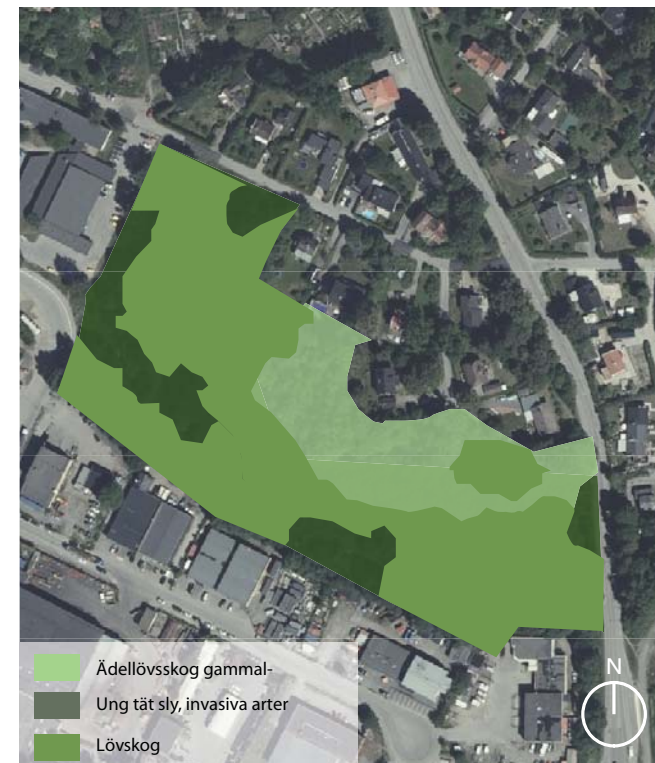 Ädellövsskog gammal-
Ung tät sly, invasiva arter
Lövskog
N